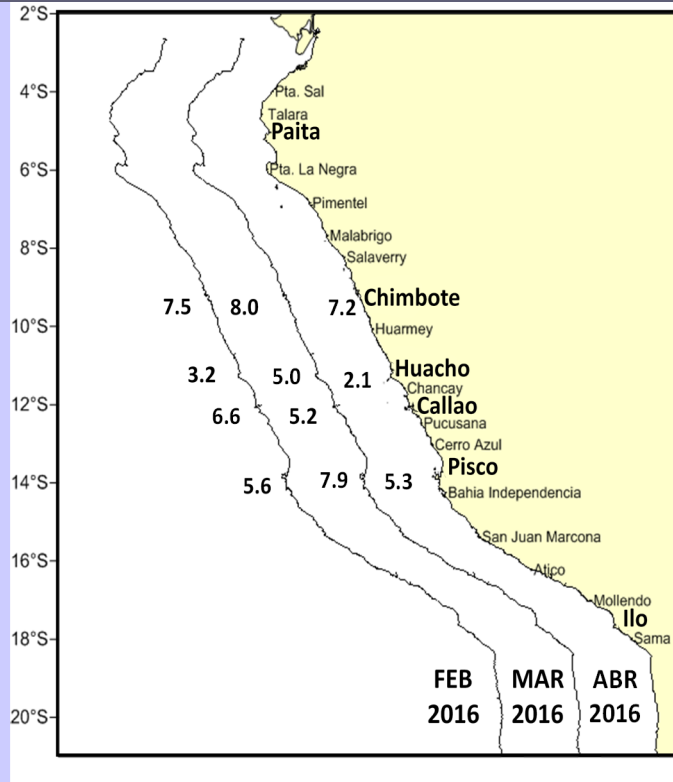 2°S
4°S
Pta. Sal
Talara
Paita
6°S
Pta. La Negra
Pimentel
Malabrigo
8°S
Salaverry
7.5 8.0 7.2 Chimbote
10°S
Huarmey
3.2 5.0 2.1 Huacho
Chancay
12°S
6.6 5.2 Callao
Pucusana
Cerro Azul
Pisco
14°S
5.6 7.9 5.3
Bahia Independencia
San Juan Marcona
16°S
Atico
Mollendo
Ilo
18°S
Sama
FEB MAR ABR
2016 2016 2016
20°S